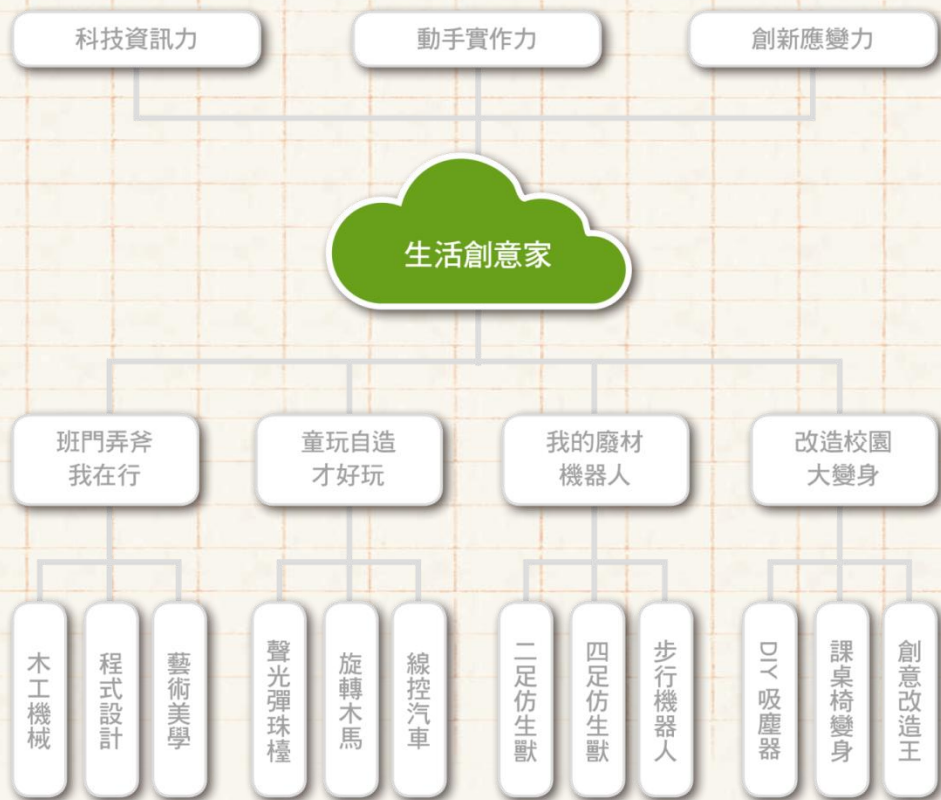 科技資訊力
動手實作力
創新應變力
生活創意家
班門弄斧
我在行
童玩自造
才好玩
我的廢材
機器人
改造校園
大變身
木工機械
程式設計
藝術美學
聲光彈珠檯
旋轉木馬
線控汽車
二足仿生獸
四足仿生獸
步行機器人
DIY 吸塵器
課桌椅變身
創意改造王